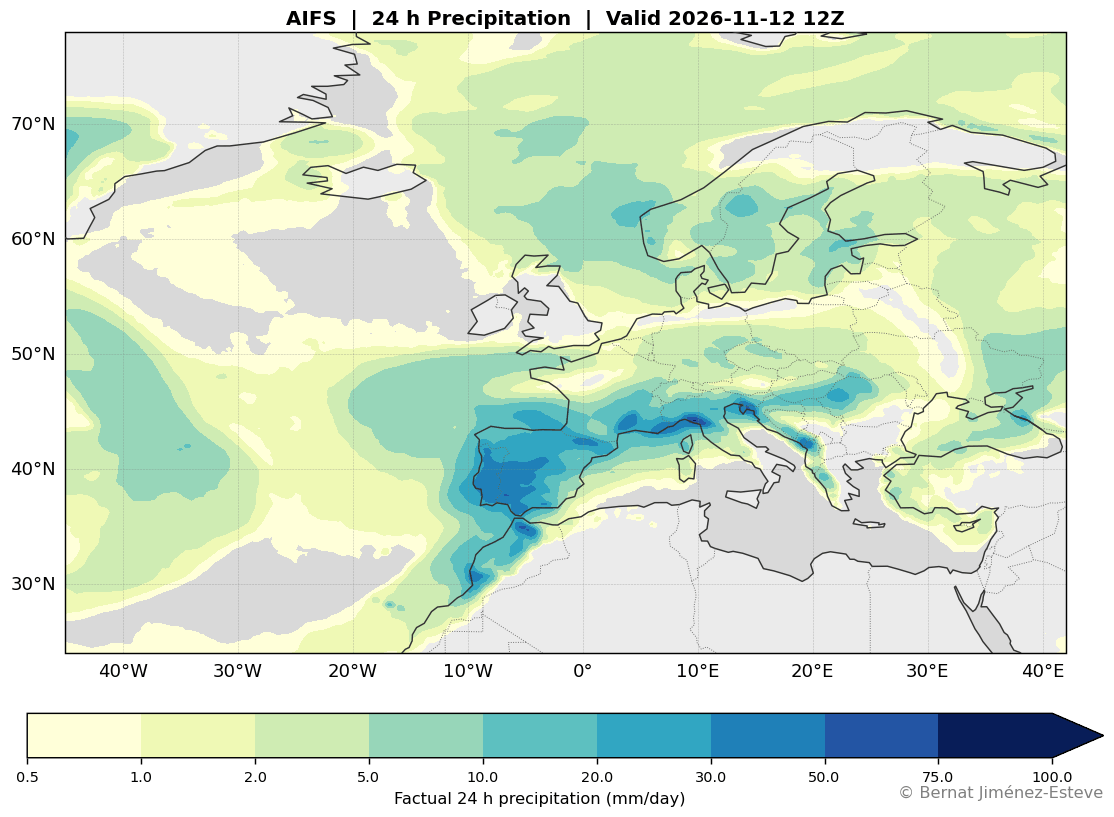 AIFS | 24 h Precipitation | Valid 2026-11-12 12Z
70°N
60°N
50°N
40°N
30°N
40°W 30°W 20°W 10°W 0° 10°E 20°E 30°E 40°E
0.5 1.0 2.0 5.0 10.0 20.0 30.0 50.0 75.0 100.0
Factual 24 h precipitation (mm/day)
© Bernat Jiménez-Esteve